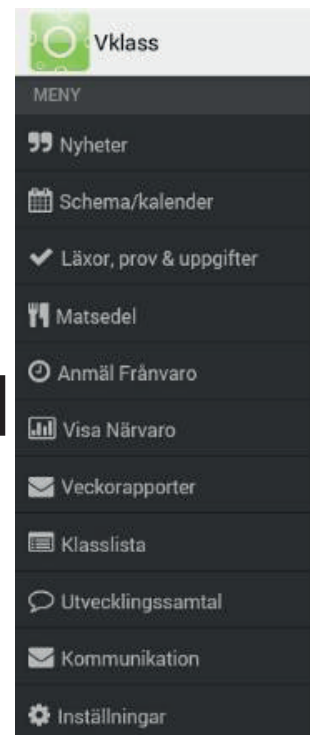 Vklass
MENY
Nyheter
Schema/kalender
Läxor, prov & uppgifter
Matsedel
Anmäl Frånvaro
Visa Närvaro
Veckorapporter
Klasslista
Utvecklingssamtal
Kommunikation
Inställningar